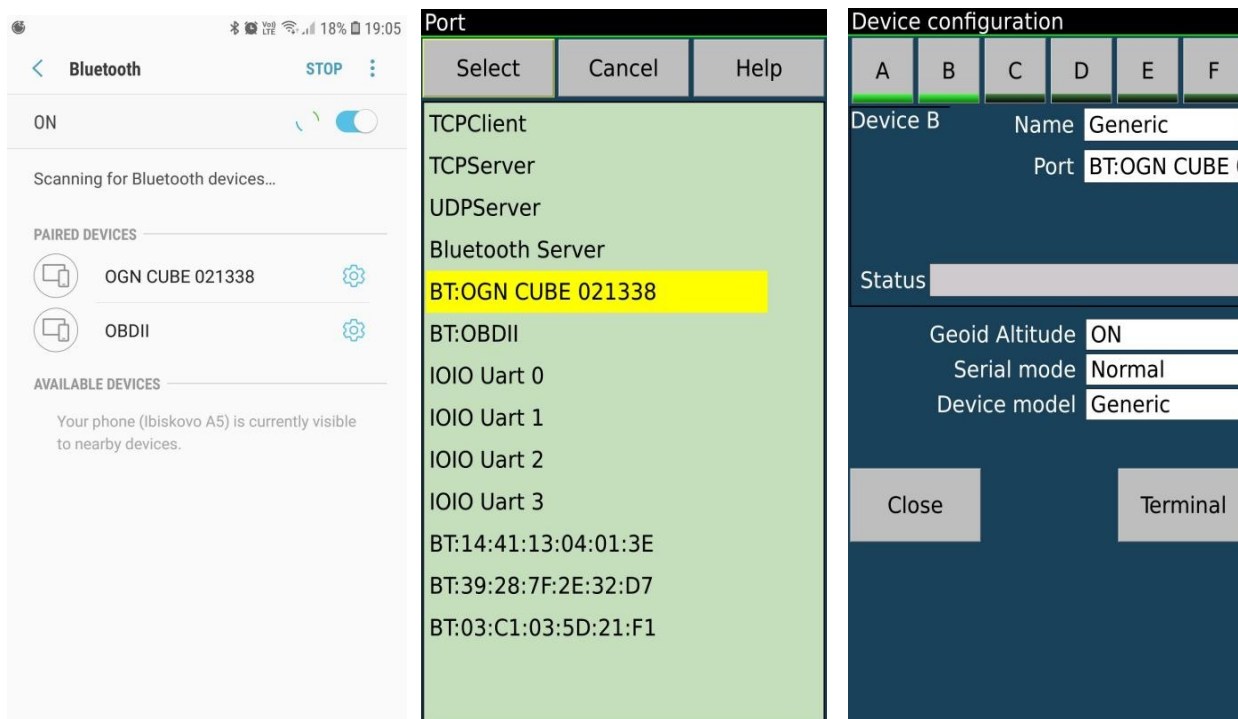 18% 19:05
Bluetooth STOP
ON
Scanning for Bluetooth devices...
PAIRED DEVICES
OGN CUBE 021338
OBDII
AVAILABLE DEVICES
Your phone (Ibiskovo A5) is currently visible
to nearby devices.
Port
Select Cancel Help
TCPClient
TCPServer
UDPServer
Bluetooth Server
BT:OGN CUBE 021338
BT:OBDII
IOIO Uart 0
IOIO Uart 1
IOIO Uart 2
IOIO Uart 3
BT:14:41:13:04:01:3E
BT:39:28:7F:2E:32:D7
BT:03:C1:03:5D:21:F1
Device configuration
A B C D E F
Device B Name Generic
Port BT:OGN CUBE
Status
Geoid Altitude ON
Serial mode Normal
Device model Generic
Close Terminal